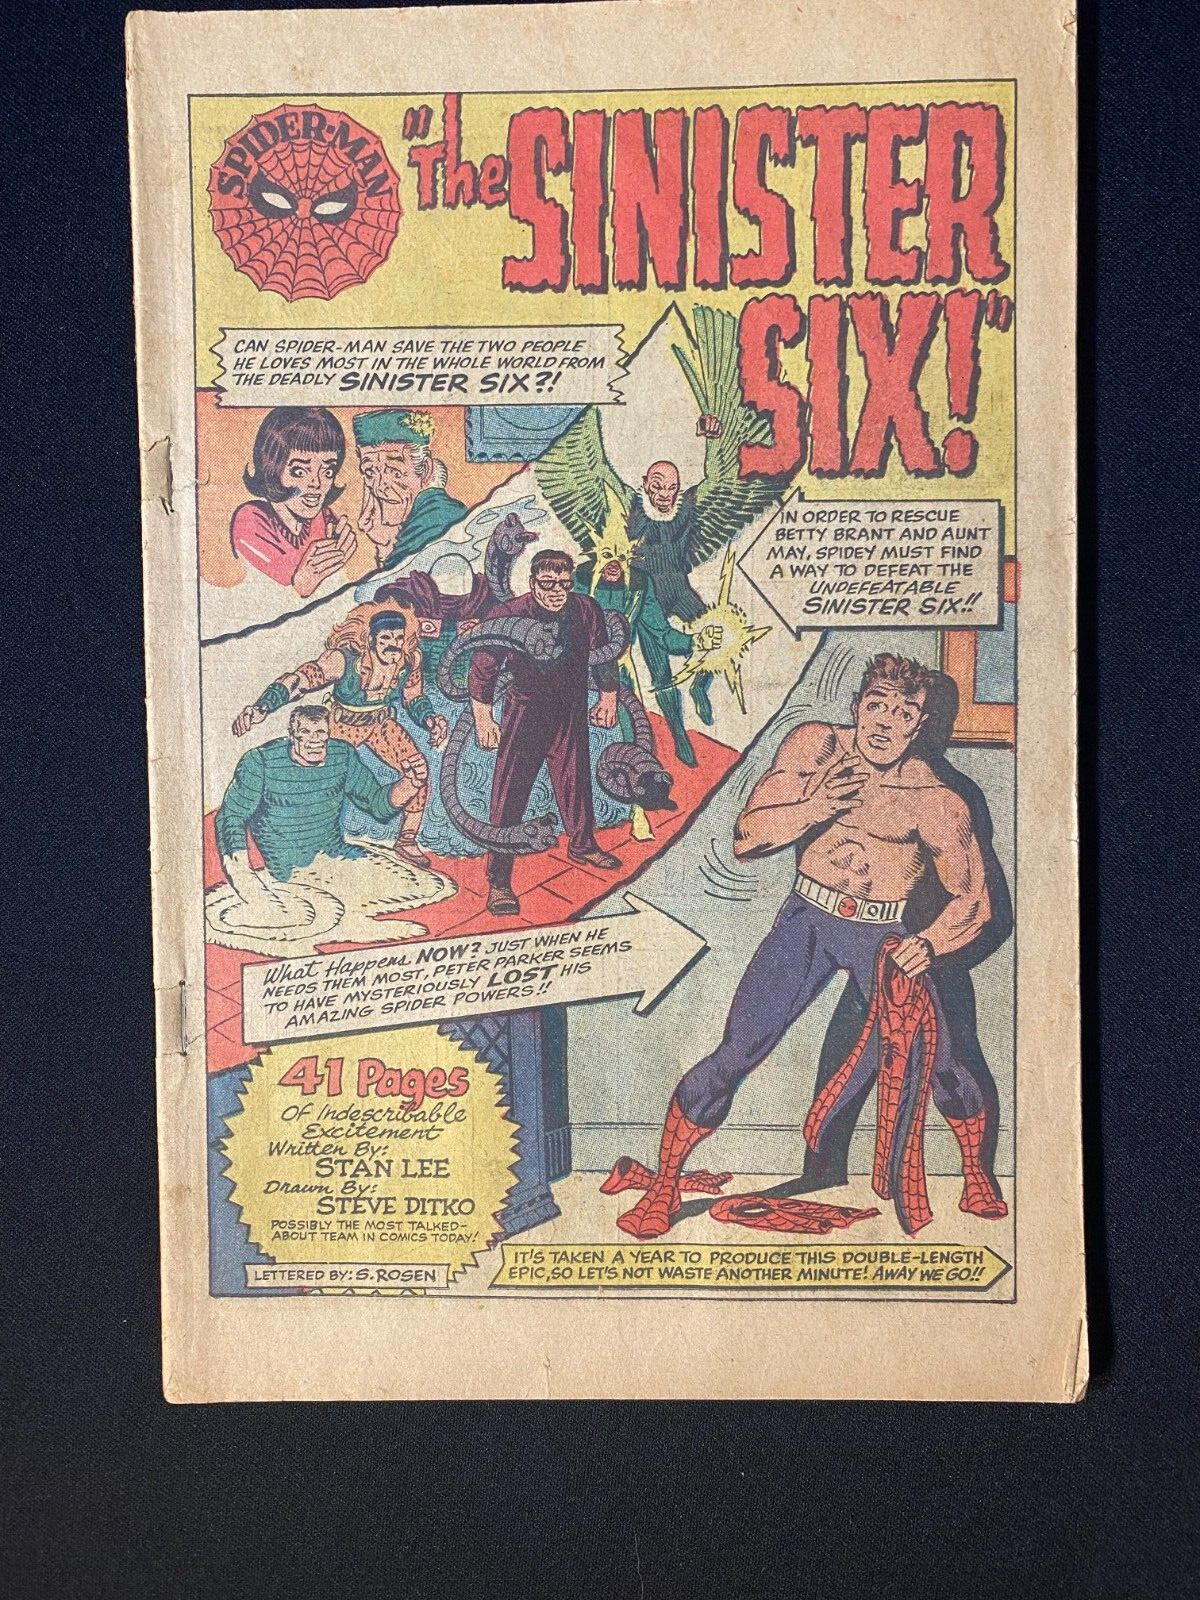 SPIDER-MAN
"The SINISTER
SIX!"
CAN SPIDER-MAN SAVE THE TWO PEOPLE
HE LOVES MOST IN THE WHOLE WORLD FROM
THE DEADLY SINISTER SIX?!
IN ORDER TO RESCUE
BETTY BRANT AND AUNT
MAY, SPIDEY MUST FIND
A WAY TO DEFEAT THE
UNDEFEATABLE
SINISTER SIX!!
What Happens NOW? JUST WHEN HE
NEEDS THEM MOST, PETER PARKER SEEMS
TO HAVE MYSTERIOUSLY LOST HIS
AMAZING SPIDER POWERS!!
41 Pages
Of Indescribable
Excitement
Written By:
STAN LEE
Drawn By:
STEVE DITKO
POSSIBLY THE MOST TALKED-
ABOUT TEAM IN COMICS TODAY!
LETTERED BY: S. ROSEN
IT'S TAKEN A YEAR TO PRODUCE THIS DOUBLE-LENGTH
EPIC, SO LET'S NOT WASTE ANOTHER MINUTE! AWAY WE GO!!